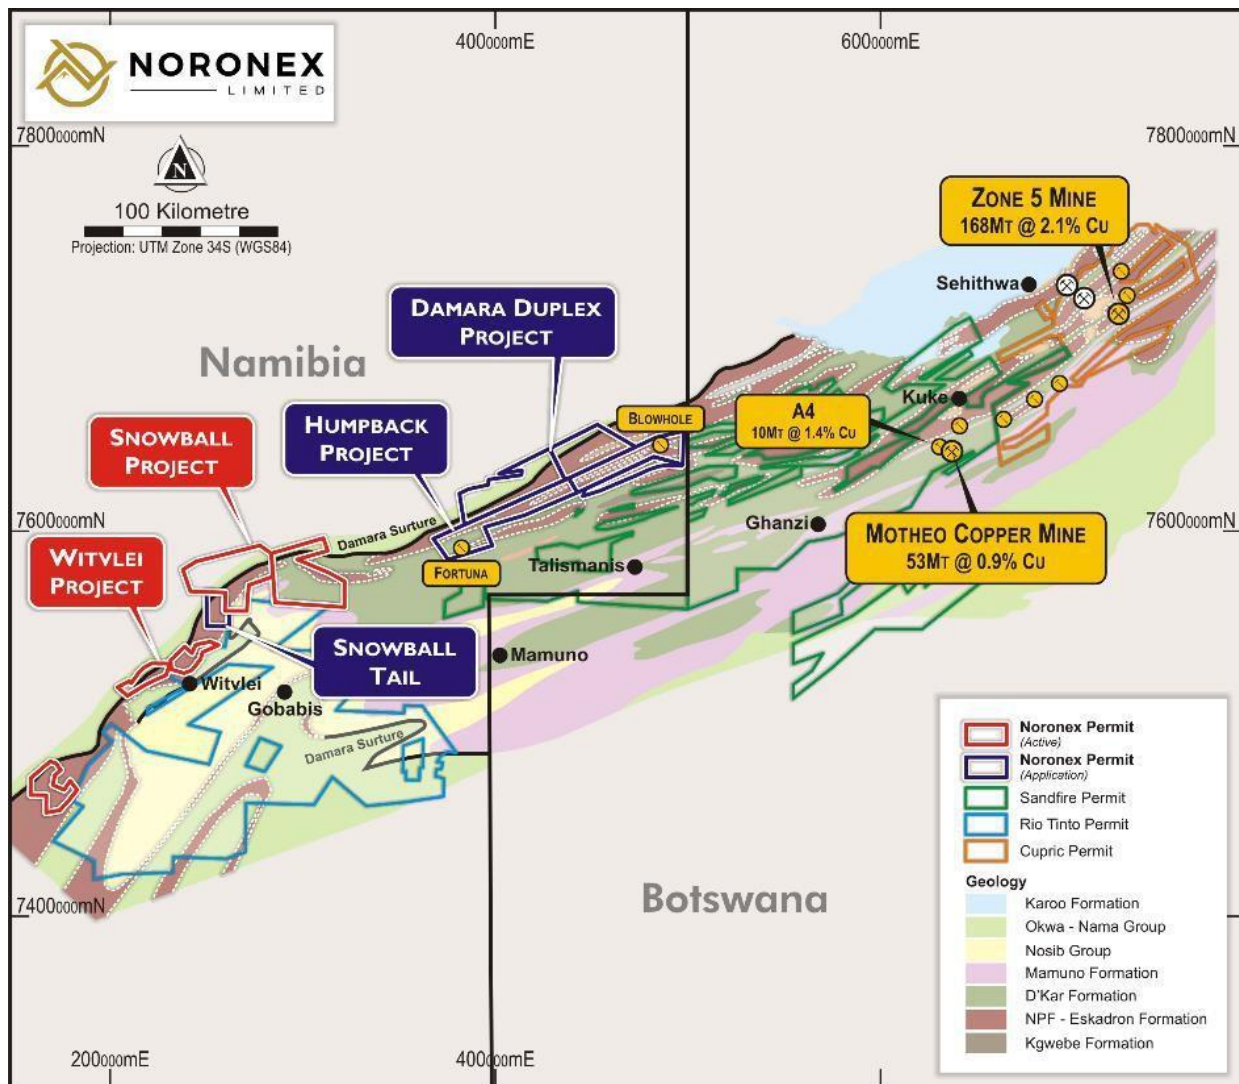 NORONEX
LIMITED
400000mE
600000mE
7800000mN
7800000mN
N
100 Kilometre
Projection: UTM Zone 34S (WGS84)
ZONE 5 MINE
168MT @ 2.1% CU
Sehithwa
DAMARA DUPLEX
PROJECT
Namibia
Kuke
A4
10MT @ 1.4% CU
BLOWHOLE
HUMPBACK
PROJECT
SNOWBALL
PROJECT
7600000mN
7600000mN
Damara Surture
Ghanzi
MOTHEO COPPER MINE
53MT @ 0.9% CU
WITVLEI
PROJECT
FORTUNA
Talismanis
SNOWBALL
TAIL
Mamuno
Witvlei
Gobabis
Damara Surture
Botswana
7400000mN
200000mE
400000mE
Noronex Permit
(Active)
Noronex Permit
(Application)
Sandfire Permit
Rio Tinto Permit
Cupric Permit
Geology
Karoo Formation
Okwa - Nama Group
Nosib Group
Mamuno Formation
D'Kar Formation
NPF - Eskadron Formation
Kgwebe Formation